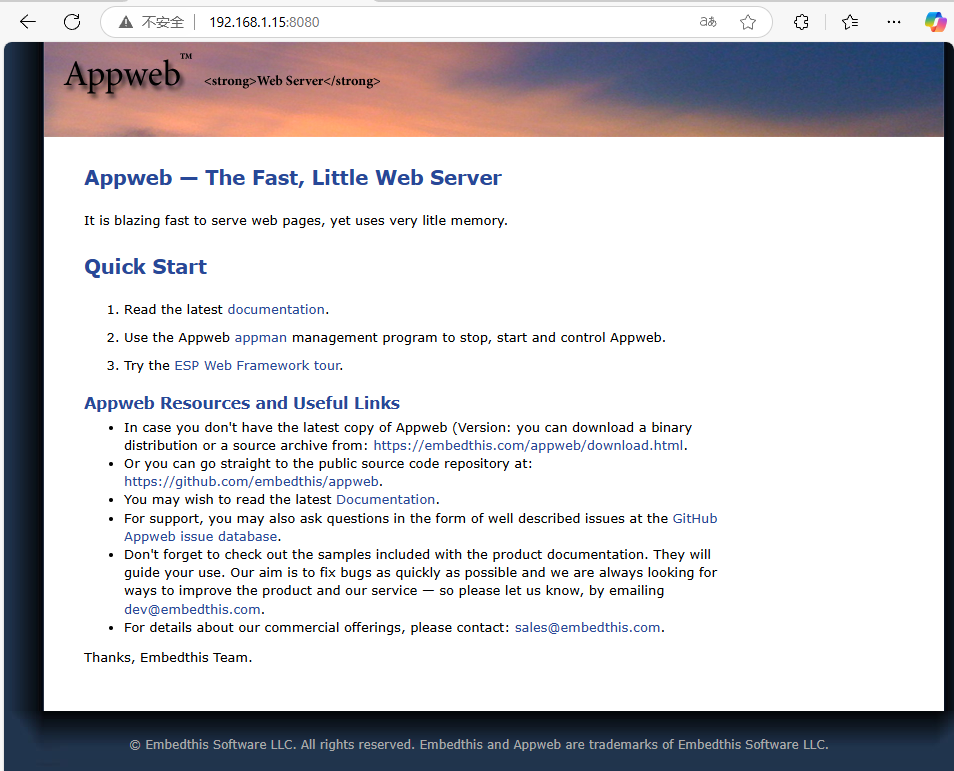 不安全 192.168.1.15:8080 aあ
Appweb™ <strong>Web Server</strong>
Appweb — The Fast, Little Web Server
It is blazing fast to serve web pages, yet uses very litle memory.
Quick Start
1. Read the latest documentation.
2. Use the Appweb appman management program to stop, start and control Appweb.
3. Try the ESP Web Framework tour.
Appweb Resources and Useful Links
• In case you don't have the latest copy of Appweb (Version: you can download a binary
distribution or a source archive from: https://embedthis.com/appweb/download.html.
• Or you can go straight to the public source code repository at:
https://github.com/embedthis/appweb.
• You may wish to read the latest Documentation.
• For support, you may also ask questions in the form of well described issues at the GitHub
Appweb issue database.
• Don't forget to check out the samples included with the product documentation. They will
guide your use. Our aim is to fix bugs as quickly as possible and we are always looking for
ways to improve the product and our service — so please let us know, by emailing
dev@embedthis.com.
• For details about our commercial offerings, please contact: sales@embedthis.com.
Thanks, Embedthis Team.
© Embedthis Software LLC. All rights reserved. Embedthis and Appweb are trademarks of Embedthis Software LLC.